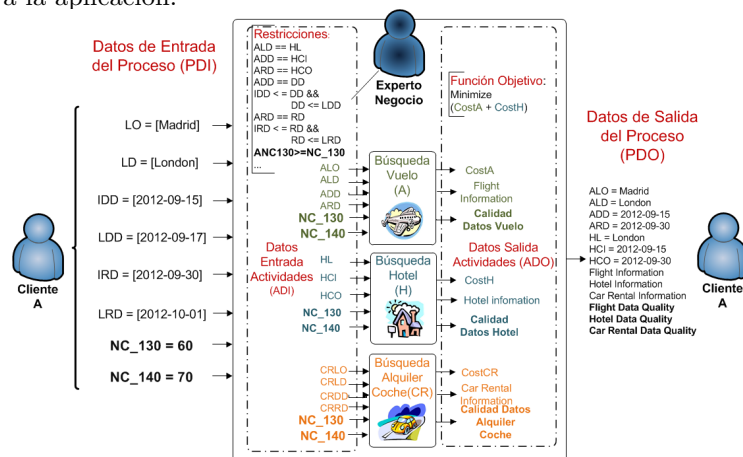 a la aplicación.
Datos de Entrada
del Proceso (PDI)
LO = [Madrid]
LD = [London]
IDD = [2012-09-15]
LDD = [2012-09-17]
IRD = [2012-09-30]
LRD = [2012-10-01]
NC_130 = 60
NC_140 = 70
Cliente
A
Restricciones:
ALD == HL
ADD == HCI
ARD == HCO
ADD == DD
IDD < = DD &&
DD <= LDD
ARD == RD
IRD < = RD &&
RD <= LRD
ANC130>=NC_130
...
Experto
Negocio
Función Objetivo:
Minimize
(CostA + CostH)
Datos
Entrada
Actividades
(ADI)
ALO
ALD
ADD
ARD
NC_130
NC_140
Búsqueda
Vuelo
(A)
CostA
Flight
Information
Calidad
Datos Vuelo
Datos Salida
Actividades (ADO)
HL
HCI
HCO
NC_130
NC_140
Búsqueda
Hotel
(H)
CostH
Hotel infomation
Calidad
Datos Hotel
CRLO
CRLD
CRDD
CRRD
NC_130
NC_140
Búsqueda
Alquiler
Coche(CR)
CostCR
Car Rental
Information
Calidad Datos
Alquiler
Coche
Datos de Salida
del Proceso
(PDO)
ALO = Madrid
ALD = London
ADD = 2012-09-15
ARD = 2012-09-30
HL = London
HCI = 2012-09-15
HCO = 2012-09-30
Flight Information
Hotel Information
Car Rental Information
Flight Data Quality
Hotel Data Quality
Car Rental Data Quality
Cliente
A